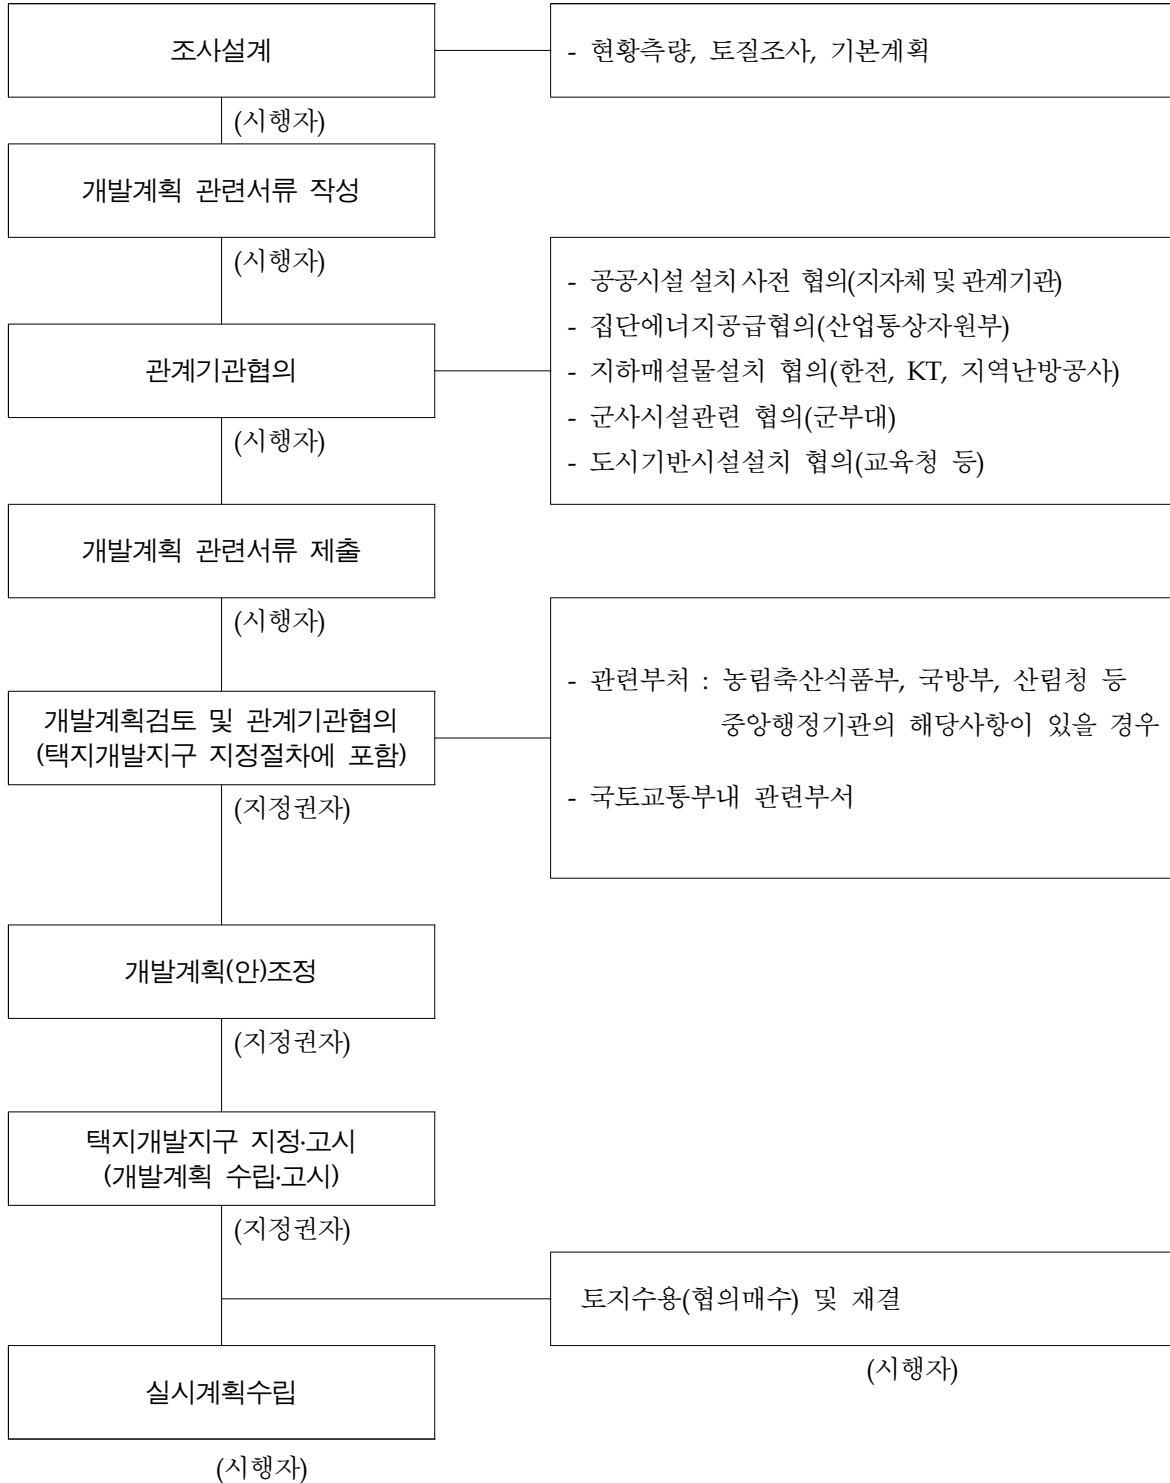 조사설계
- 현황측량, 토질조사, 기본계획
(시행자)
개발계획 관련서류 작성
(시행자)
관계기관협의
- 공공시설 설치 사전 협의(지자체 및 관계기관)
- 집단에너지공급협의(산업통상자원부)
- 지하매설물설치 협의(한전, KT, 지역난방공사)
- 군사시설관련 협의(군부대)
- 도시기반시설설치 협의(교육청 등)
(시행자)
개발계획 관련서류 제출
(시행자)
개발계획검토 및 관계기관협의
(택지개발지구 지정절차에 포함)
- 관련부처 : 농림축산식품부, 국방부, 산림청 등
중앙행정기관의 해당사항이 있을 경우
- 국토교통부내 관련부서
(지정권자)
개발계획(안)조정
(지정권자)
택지개발지구 지정·고시
(개발계획 수립·고시)
(지정권자)
토지수용(협의매수) 및 재결
(시행자)
실시계획수립
(시행자)